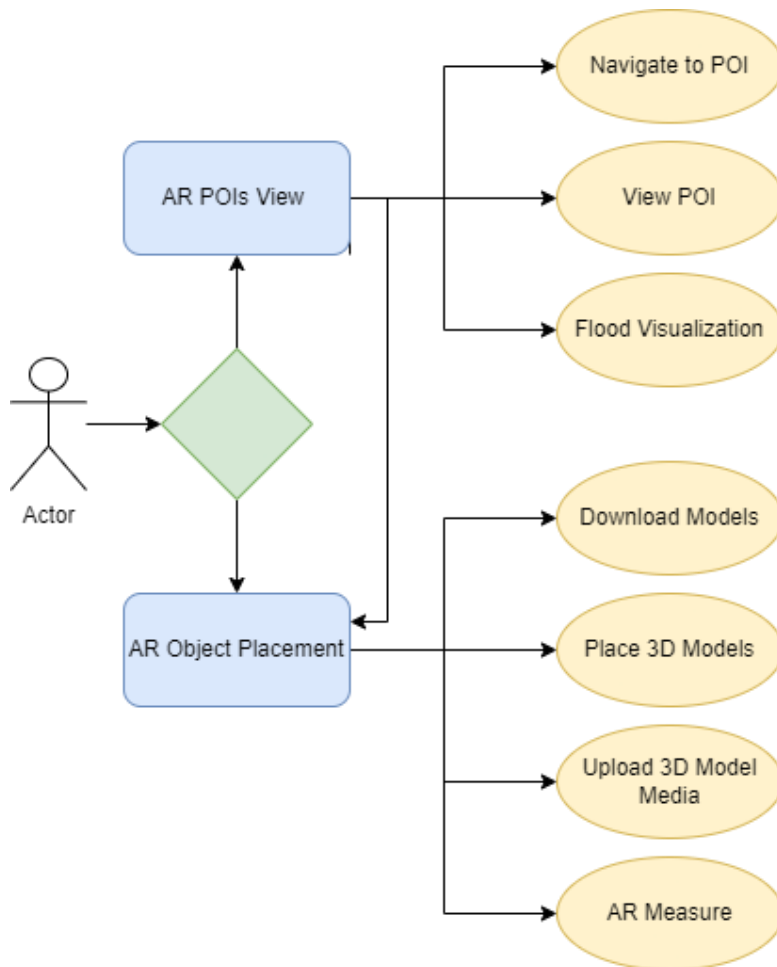 Navigate to POI
AR POIs View
View POI
Flood Visualization
Actor
Download Models
AR Object Placement
Place 3D Models
Upload 3D Model
Media
AR Measure